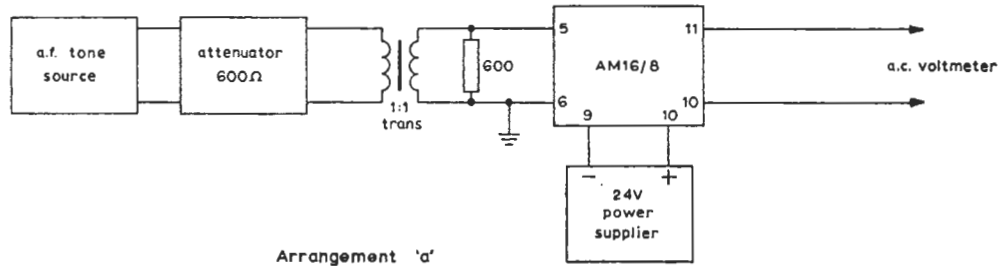 a.f. tone
source
attenuator
600Ω
1:1
trans
600
5
6
AM16/8
11
10
9
10
a.c. voltmeter
− +
24V
power
supplier
Arrangement 'a'